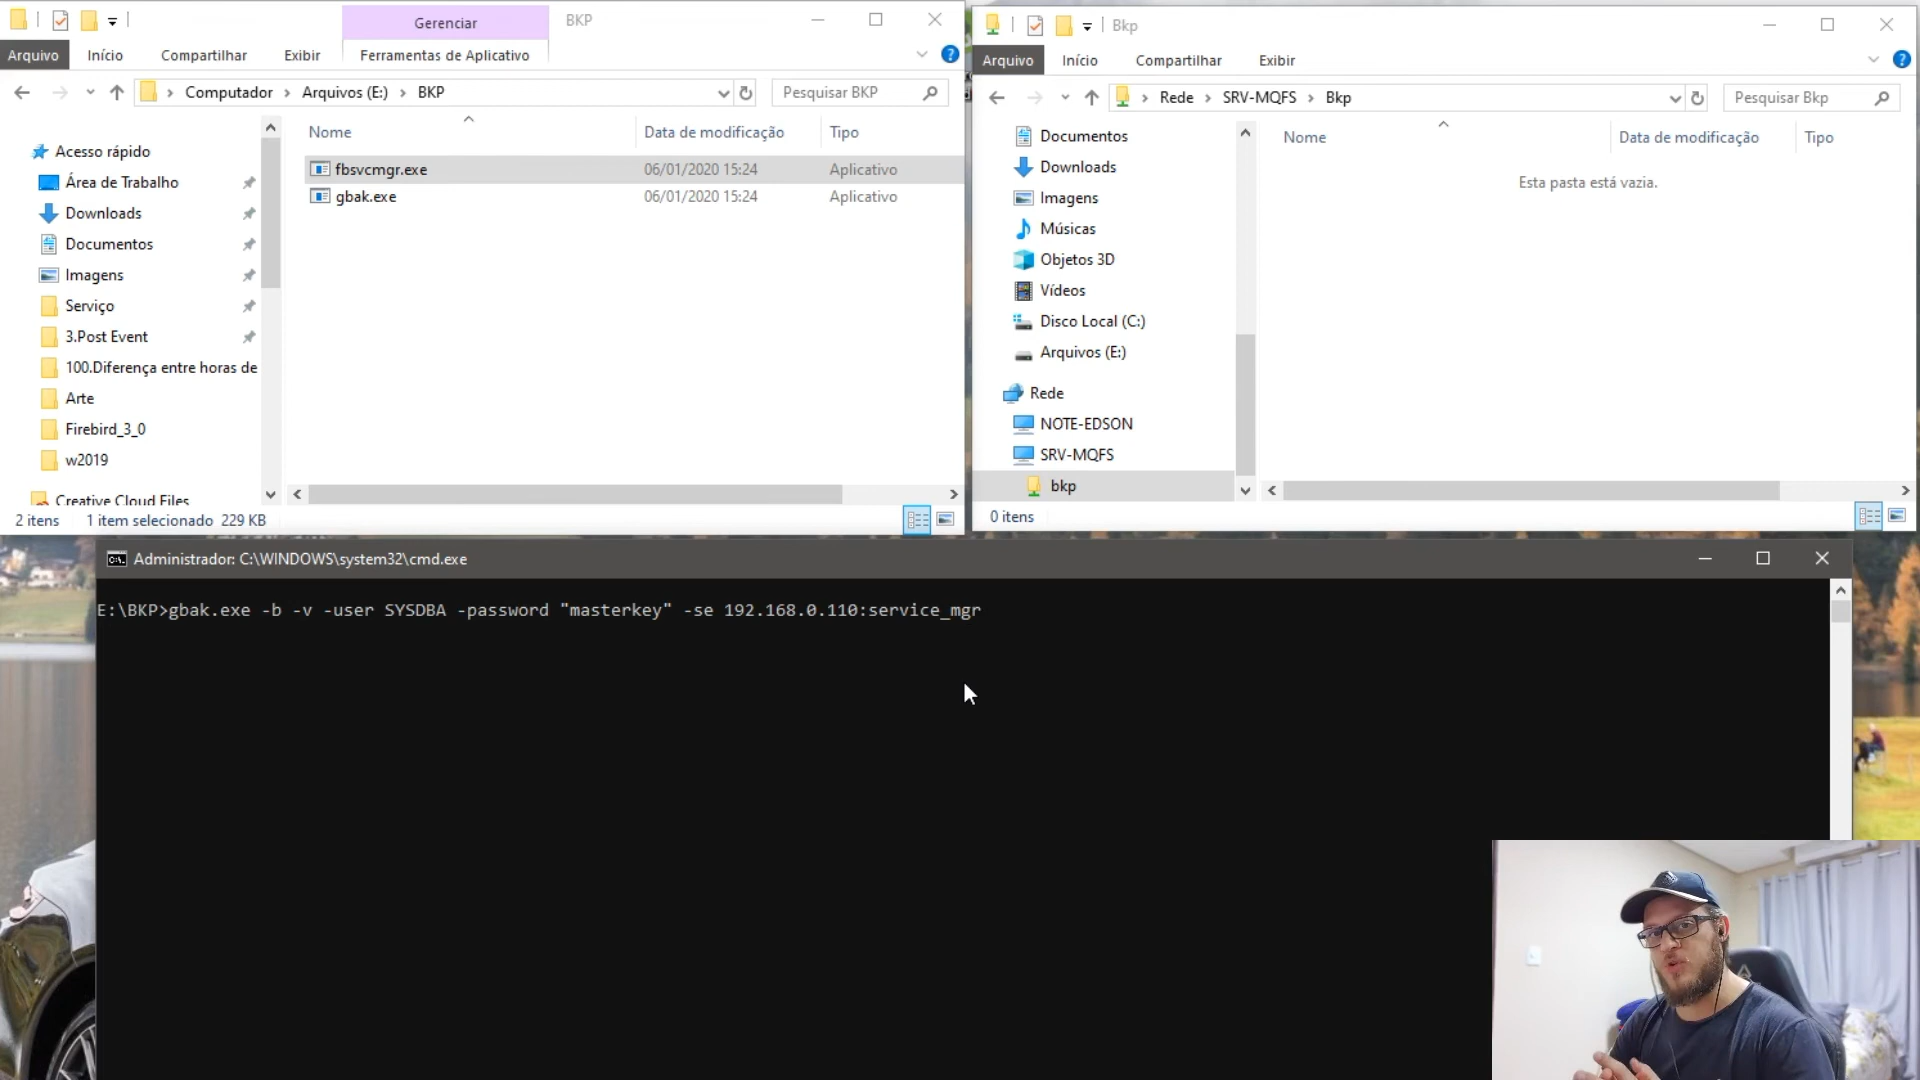 Gerenciar
BKP
Arquivo
Início
Compartilhar
Exibir
Ferramentas de Aplicativo
Computador > Arquivos (E:) > BKP
Pesquisar BKP
Nome
Data de modificação
Tipo
Acesso rápido
Área de Trabalho
Downloads
Documentos
Imagens
Serviço
3.Post Event
100.Diferença entre horas de
Arte
Firebird_3_0
w2019
Creative Cloud Files
fbsvcmgr.exe
06/01/2020 15:24
Aplicativo
gbak.exe
06/01/2020 15:24
Aplicativo
2 itens
1 item selecionado 229 KB
Bkp
Arquivo
Início
Compartilhar
Exibir
Rede > SRV-MQFS > Bkp
Pesquisar Bkp
Nome
Data de modificação
Tipo
Esta pasta está vazia.
Documentos
Downloads
Imagens
Músicas
Objetos 3D
Vídeos
Disco Local (C:)
Arquivos (E:)
Rede
NOTE-EDSON
SRV-MQFS
bkp
0 itens
Administrador: C:\WINDOWS\system32\cmd.exe
E:\BKP>gbak.exe -b -v -user SYSDBA -password "masterkey" -se 192.168.0.110:service_mgr